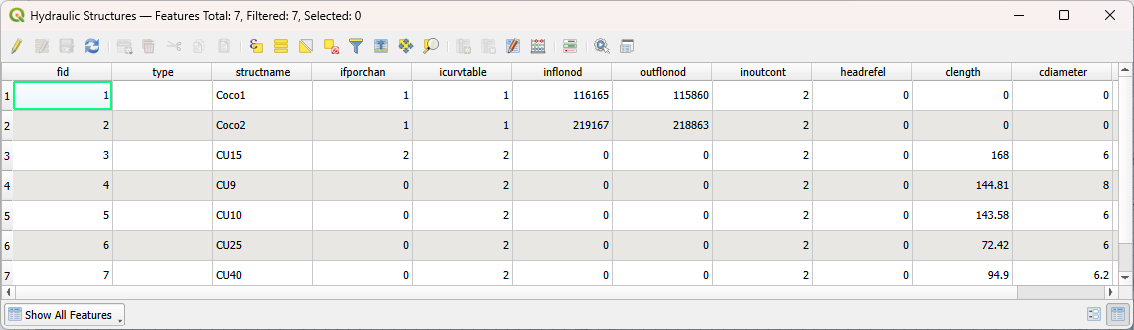 Hydraulic Structures — Features Total: 7, Filtered: 7, Selected: 0
fid type structname ifporchan icurvtable inflonod outflonod inoutcont headrefel clength cdiameter
1 1 Coco1 1 1 116165 115860 2 0 0 0
2 2 Coco2 1 1 219167 218863 2 0 0 0
3 3 CU15 2 2 0 0 2 0 168 6
4 4 CU9 0 2 0 0 2 0 144.81 8
5 5 CU10 0 2 0 0 2 0 143.58 6
6 6 CU25 0 2 0 0 2 0 72.42 6
7 7 CU40 0 2 0 0 2 0 94.9 6.2
Show All Features